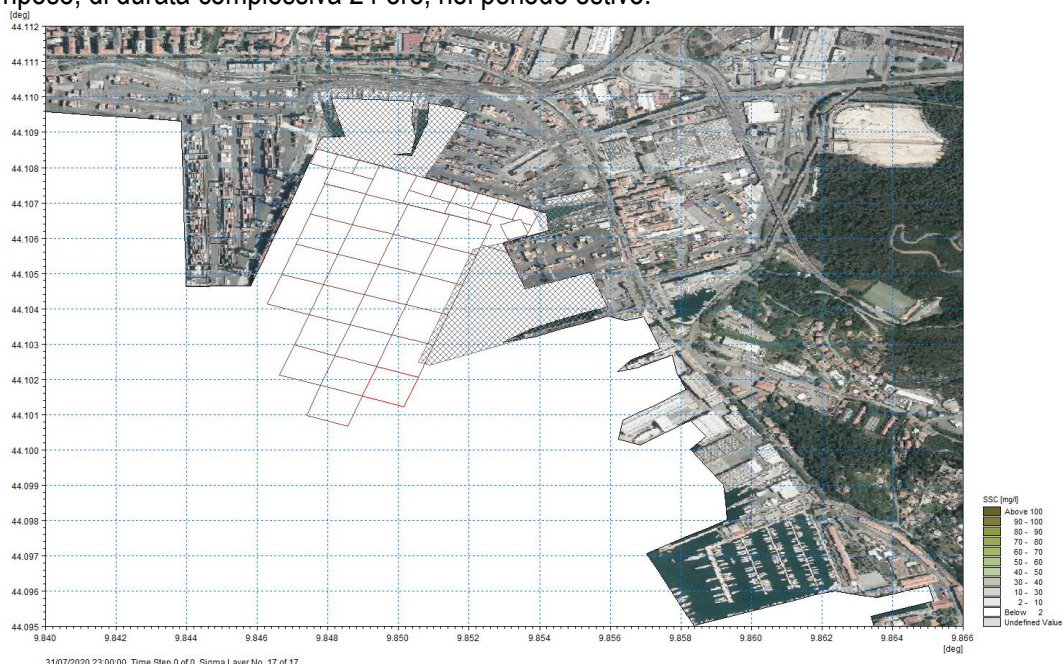 riposo, di durata complessiva 24 ore, nel periodo estivo.
[deg]
44.112
44.111
44.110
44.109
44.108
44.107
44.106
44.105
44.104
44.103
44.102
44.101
44.100
44.099
44.098
44.097
44.096
44.095
9.840 9.842 9.844 9.846 9.848 9.850 9.852 9.854 9.856 9.858 9.860 9.862 9.864 9.866
[deg]
SSC [mg/l]
Above 100
90 - 100
80 - 90
70 - 80
60 - 70
50 - 60
40 - 50
30 - 40
10 - 30
2 - 10
Below 2
Undefined Value
31/07/2020 23:00:00, Time Step 0 of 0, Sigma Layer No. 17 of 17